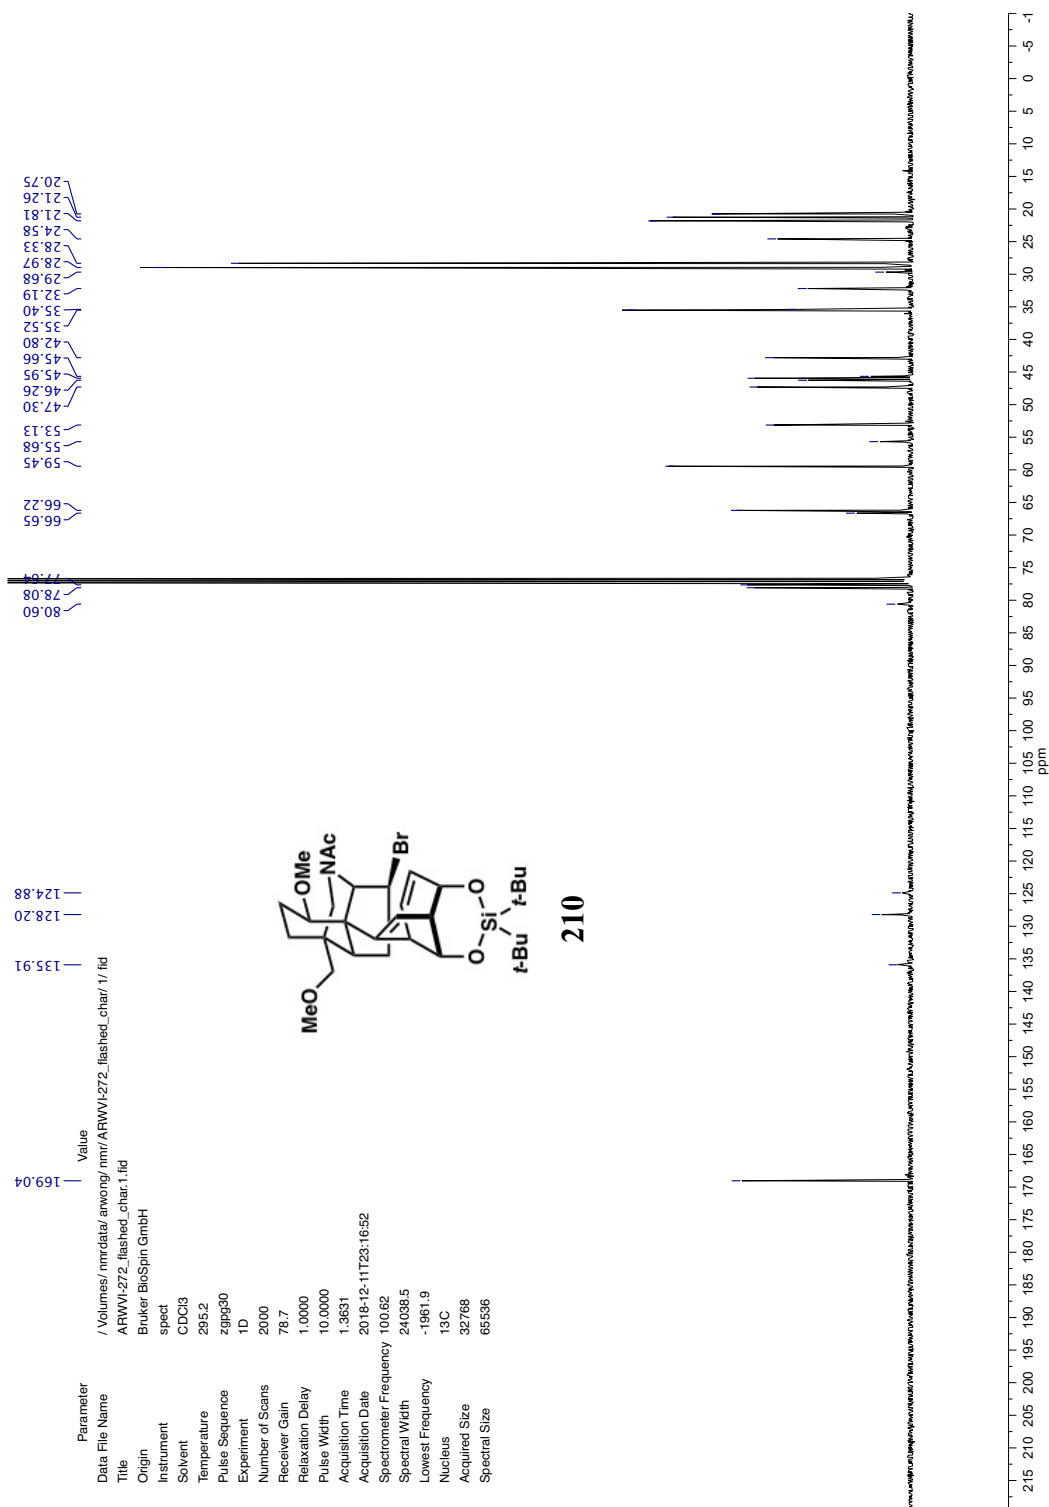 Parameter Value
Data File Name / Volumes/ nmrdata/ arwong/ nmr/ ARWVI-272_flashed_char/ 1/ fid
Title ARWVI-272_flashed_char.1.fid
Origin Bruker BioSpin GmbH
Instrument spect
Solvent CDCl3
Temperature 295.2
Pulse Sequence zgpg30
Experiment 1D
Number of Scans 2000
Receiver Gain 78.7
Relaxation Delay 1.0000
Pulse Width 10.0000
Acquisition Time 1.3631
Acquisition Date 2018-12-11T23:16:52
Spectrometer Frequency 100.62
Spectral Width 24038.5
Lowest Frequency -1961.9
Nucleus 13C
Acquired Size 32768
Spectral Size 65536
169.04
135.91
128.20
124.88
80.60
78.08
77.64
66.65
66.22
59.45
55.68
53.13
47.30
46.26
45.95
45.66
42.80
35.52
35.40
32.19
29.68
28.97
28.33
24.58
21.81
21.26
20.75
MeO
OMe
NAc
Br
O
O
Si
t-Bu
t-Bu
210
215 210 205 200 195 190 185 180 175 170 165 160 155 150 145 140 135 130 125 120 115 110 105 100 95 90 85 80 75 70 65 60 55 50 45 40 35 30 25 20 15 10 5 0 -5 -1
ppm